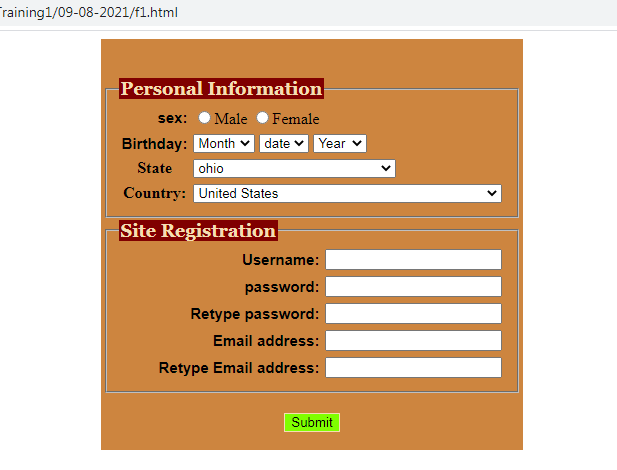 Training1/09-08-2021/f1.html
Personal Information
sex: Male Female
Birthday: Month date Year
State ohio
Country: United States
Site Registration
Username:
password:
Retype password:
Email address:
Retype Email address:
Submit